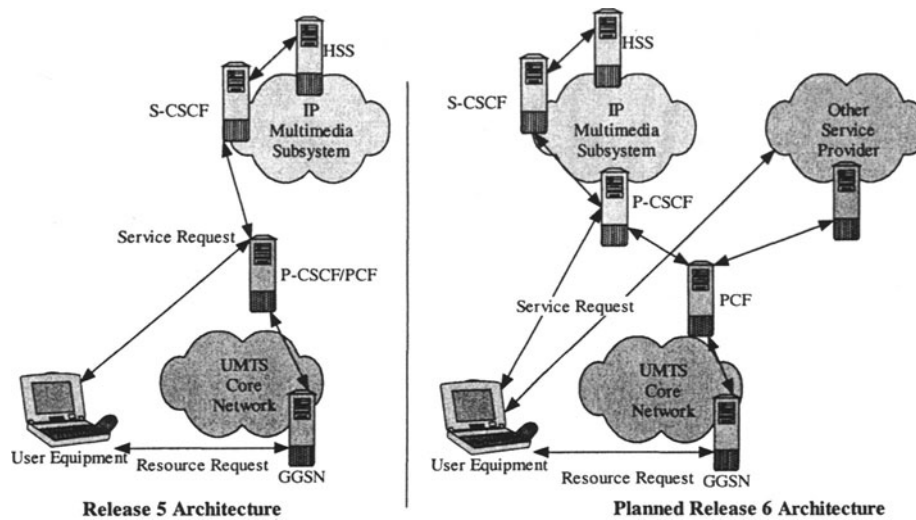 HSS
S-CSCF
IP
Multimedia
Subsystem
Service Request
P-CSCF/PCF
UMTS
Core
Network
User Equipment
Resource Request
GGSN
Release 5 Architecture
HSS
S-CSCF
IP
Multimedia
Subsystem
Other
Service
Provider
P-CSCF
Service Request
PCF
UMTS
Core
Network
User Equipment
Resource Request
GGSN
Planned Release 6 Architecture